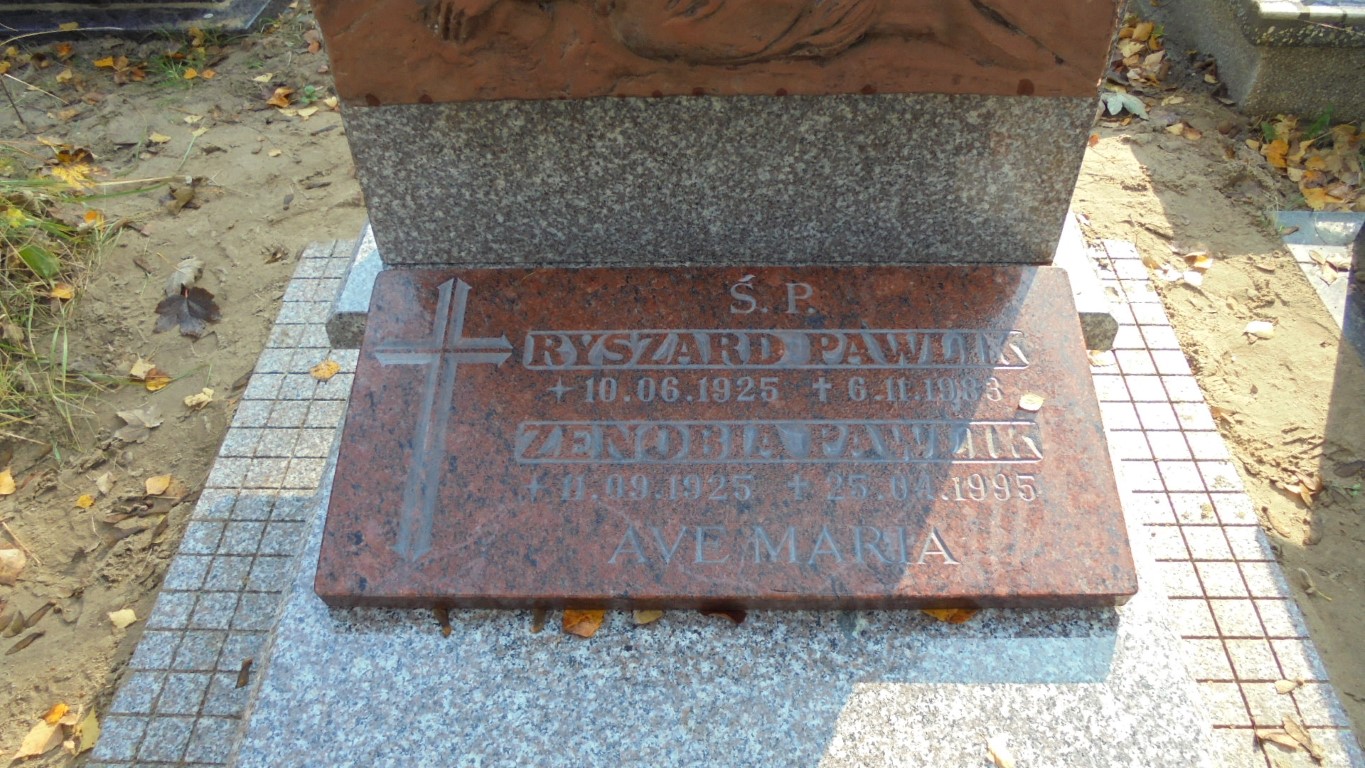 Ś. P.
RYSZARD PAWLIK
+ 10.06.1925 + 6.11.1983
ZENOBIA PAWLIK
+ 11.09.1925 + 25.04.1995
AVE MARIA